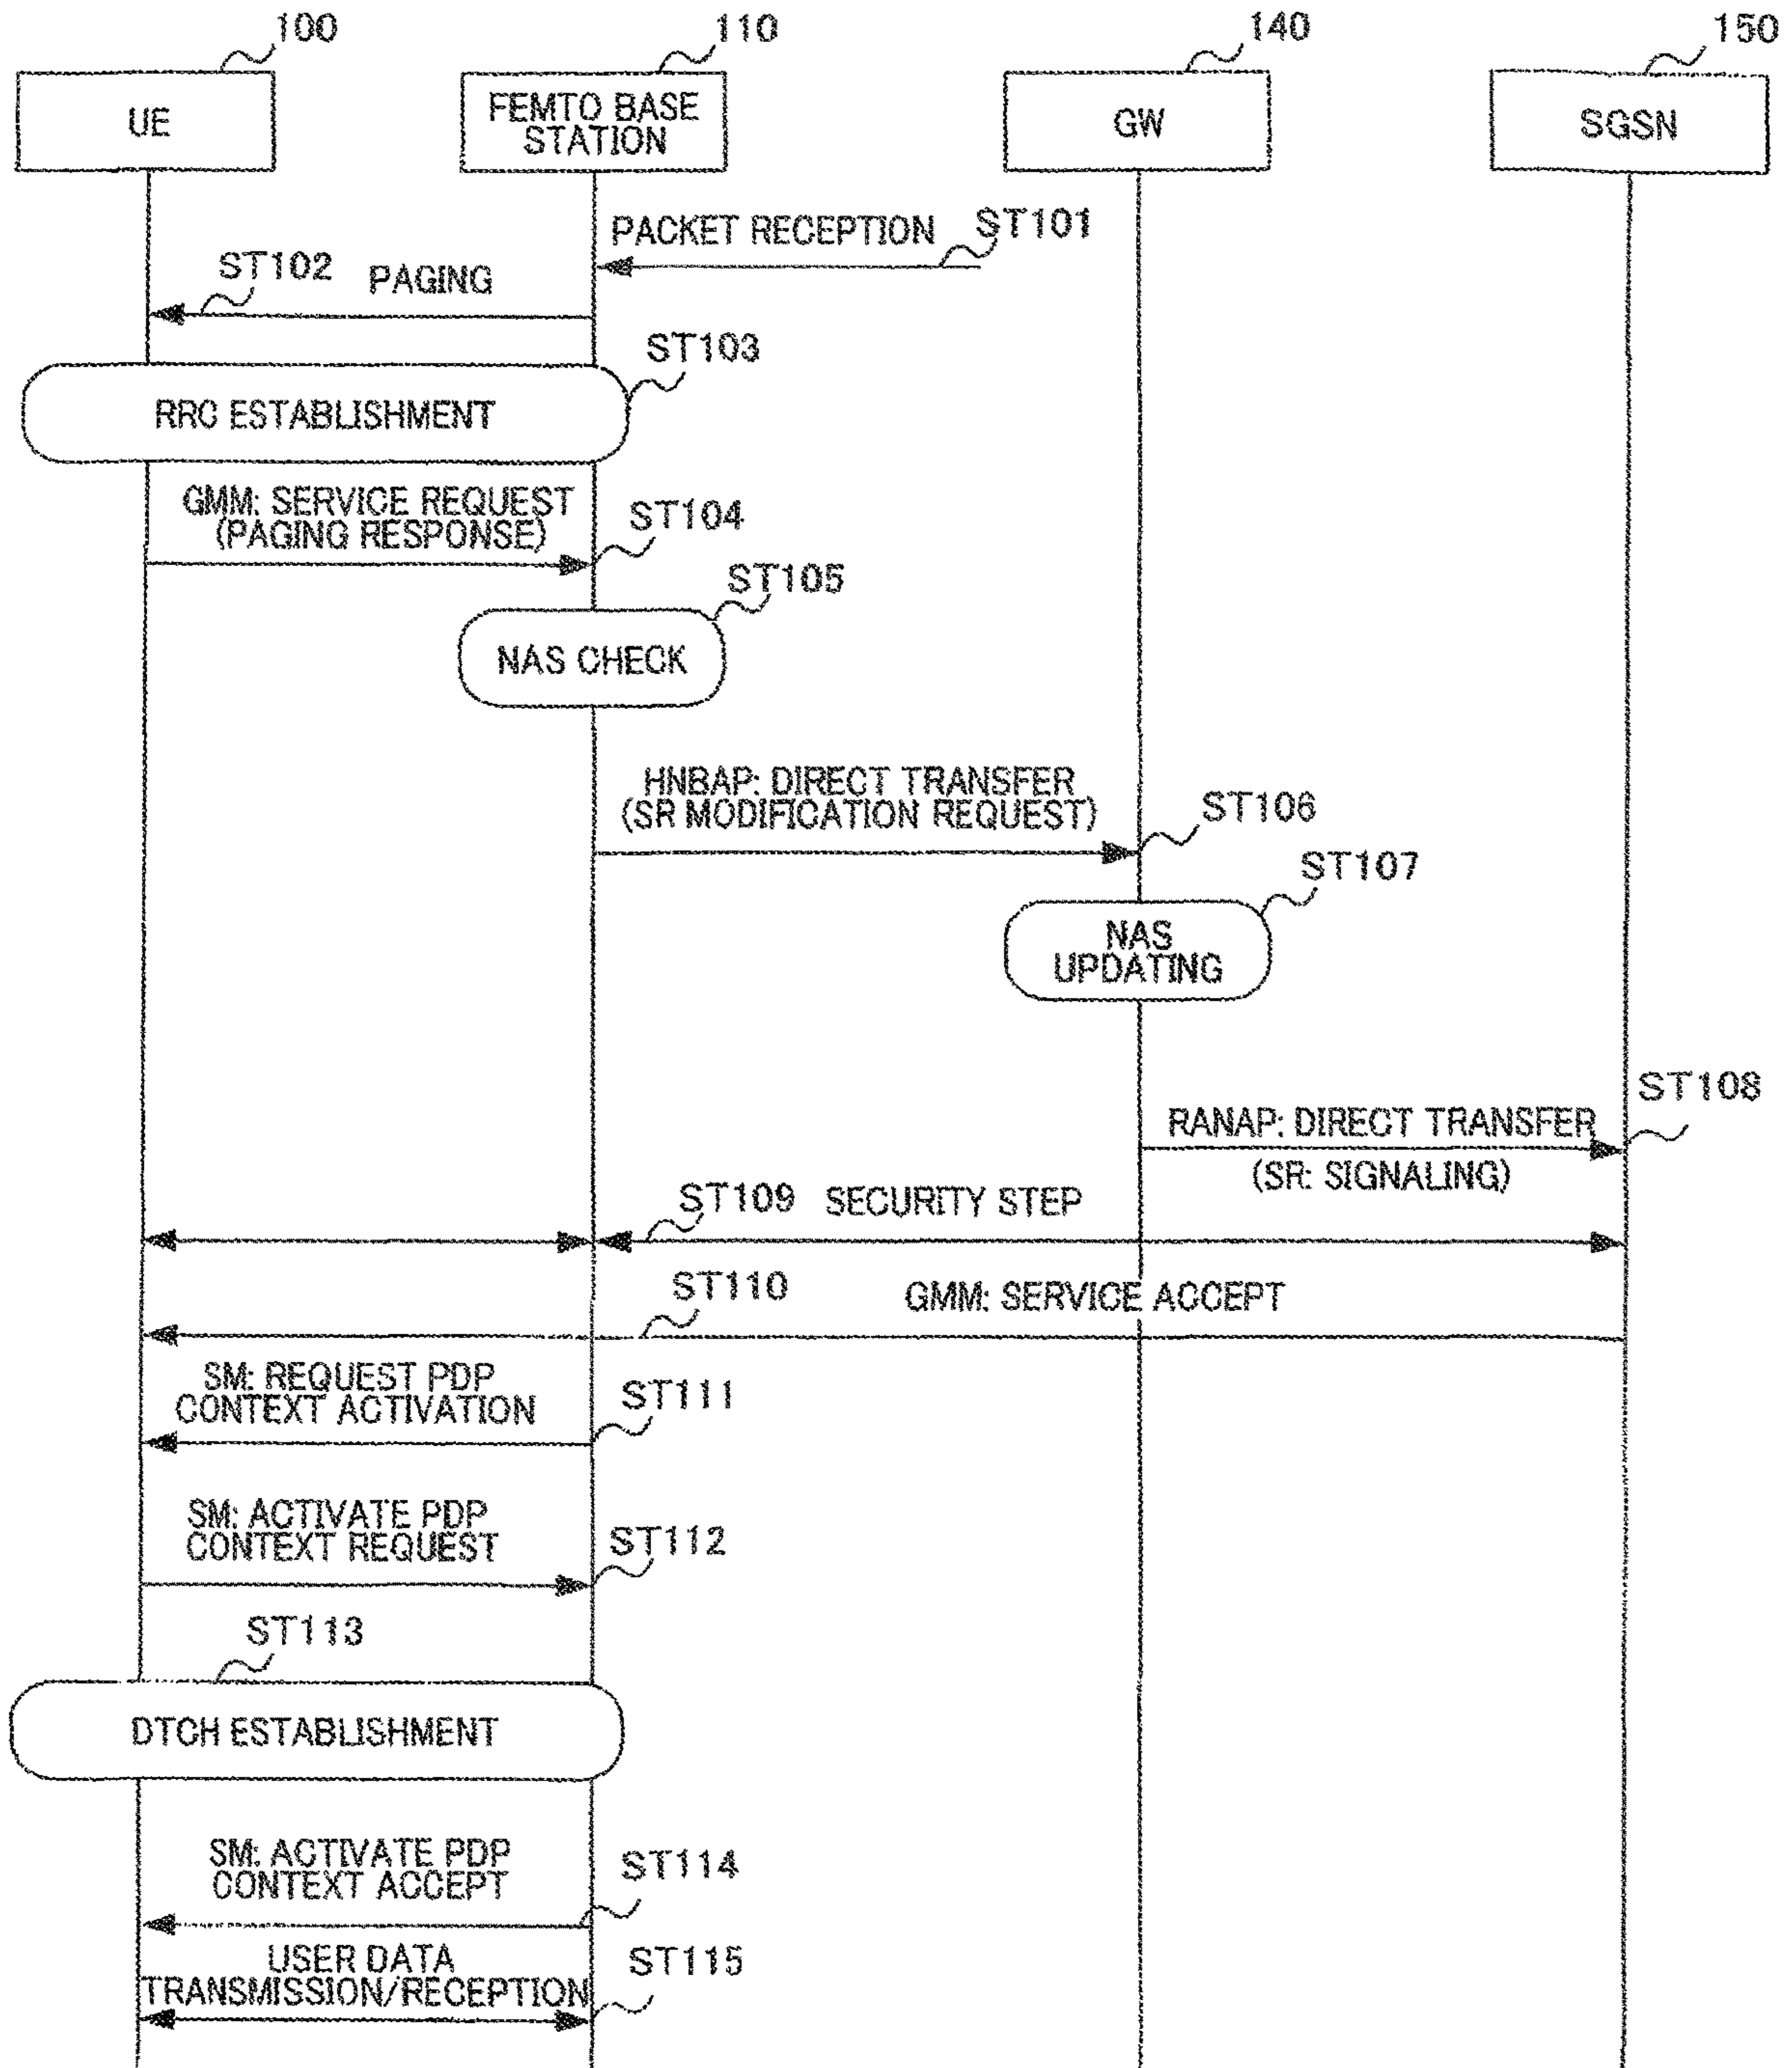 100
110
140
150
UE
FEMTO BASE
STATION
GW
SGSN
PACKET RECEPTION
ST101
ST102
PAGING
ST103
RRC ESTABLISHMENT
GMM: SERVICE REQUEST
(PAGING RESPONSE)
ST104
ST105
NAS CHECK
HNBAP: DIRECT TRANSFER
(SR MODIFICATION REQUEST)
ST106
ST107
NAS
UPDATING
ST108
RANAP: DIRECT TRANSFER
(SR: SIGNALING)
ST109
SECURITY STEP
ST110
GMM: SERVICE ACCEPT
SM: REQUEST PDP
CONTEXT ACTIVATION
ST111
SM: ACTIVATE PDP
CONTEXT REQUEST
ST112
ST113
DTCH ESTABLISHMENT
SM: ACTIVATE PDP
CONTEXT ACCEPT
ST114
USER DATA
TRANSMISSION/RECEPTION
ST115